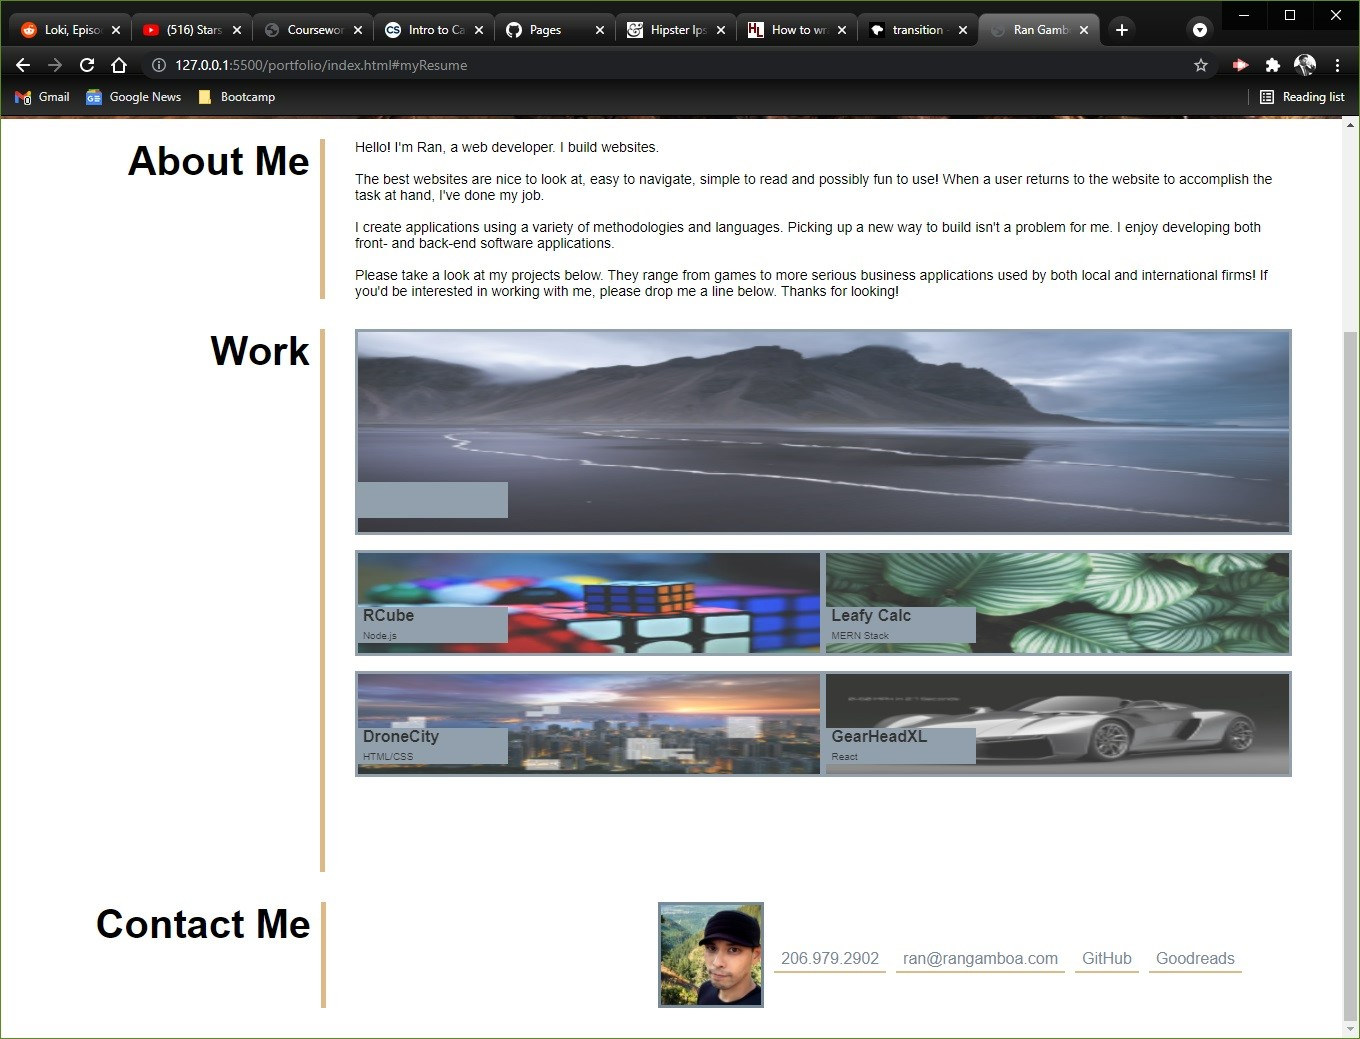 Loki, Episo
(516) Stars
Coursewor
Intro to Ca
Pages
Hipster Ips
How to wr
transition
Ran Gamb
127.0.0.1:5500/portfolio/index.html#myResume
Gmail
Google News
Bootcamp
Reading list
About Me
Hello! I'm Ran, a web developer. I build websites.
The best websites are nice to look at, easy to navigate, simple to read and possibly fun to use! When a user returns to the website to accomplish the
task at hand, I've done my job.
I create applications using a variety of methodologies and languages. Picking up a new way to build isn't a problem for me. I enjoy developing both
front- and back-end software applications.
Please take a look at my projects below. They range from games to more serious business applications used by both local and international firms! If
you'd be interested in working with me, please drop me a line below. Thanks for looking!
Work
RCube
Node.js
Leafy Calc
MERN Stack
DroneCity
HTML/CSS
GearHeadXL
React
Contact Me
206.979.2902
ran@rangamboa.com
GitHub
Goodreads